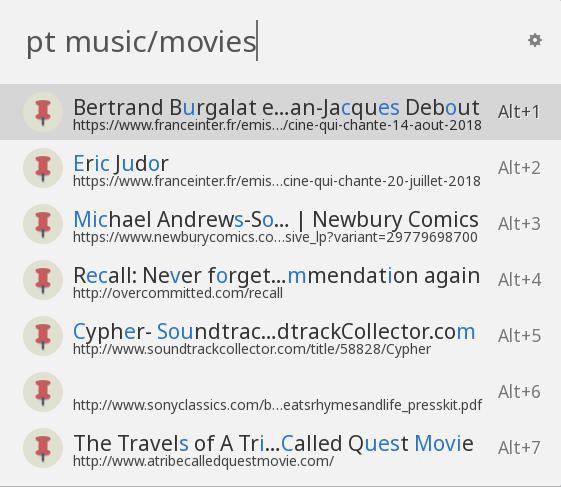 pt music/movies
Bertrand Burgalat e...an-Jacques Debout Alt+1
https://www.franceinter.fr/emis.../cine-qui-chante-14-aout-2018
Eric Judor Alt+2
https://www.franceinter.fr/emis...cine-qui-chante-20-juillet-2018
Michael Andrews-So... | Newbury Comics Alt+3
https://www.newburycomics.co...sive_lp?variant=29779698700
Recall: Never forget...mmendation again Alt+4
http://overcommitted.com/recall
Cypher- Soundtrac...dtrackCollector.com Alt+5
http://www.soundtrackcollector.com/title/58828/Cypher
Alt+6
http://www.sonyclassics.com/b...eatsrhymesandlife_presskit.pdf
The Travels of A Tri...Called Quest Movie Alt+7
http://www.atribecalledquestmovie.com/